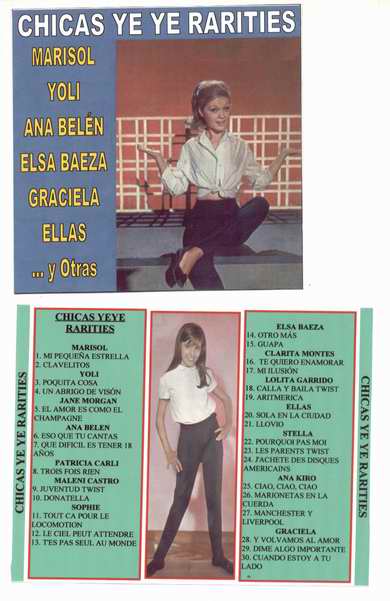 CHICAS YE YE RARITIES
MARISOL
YOLI
ANA BELÉN
ELSA BAEZA
GRACIELA
ELLAS
... y Otras
CHICAS YE YE RARITIES
CHICAS YEYE
RARITIES
MARISOL
1. MI PEQUEÑA ESTRELLA
2. CLAVELITOS
YOLI
3. POQUITA COSA
4. UN ABRIGO DE VISÓN
JANE MORGAN
5. EL AMOR ES COMO EL
CHAMPAGNE
ANA BELEN
6. ESO QUE TU CANTAS
7. QUE DIFICIL ES TENER 18
AÑOS
PATRICIA CARLI
8. TROIS FOIS RIEN
MALENI CASTRO
9. JUVENTUD TWIST
10. DONATELLA
SOPHIE
11. TOUT CA POUR LE
LOCOMOTION
12. LE CIEL PEUT ATTENDRE
13. T'ES PAS SEUL AU MONDE
ELSA BAEZA
14. OTRO MÁS
15. GUAPA
CLARITA MONTES
16. TE QUIERO ENAMORAR
17. MI ILUSIÓN
LOLITA GARRIDO
18. CALLA Y BAILA TWIST
19. ARITMERICA
ELLAS
20. SOLA EN LA CIUDAD
21. LLOVIO
STELLA
22. POURQUOI PAS MOI
23. LES PARENTS TWIST
24. J'ACHETE DES DISQUES
AMERICAINS
ANA KIRO
25. CIAO, CIAO, CIAO
26. MARIONETAS EN LA
CUERDA
27. MANCHESTER Y
LIVERPOOL
GRACIELA
28. Y VOLVAMOS AL AMOR
29. DIME ALGO IMPORTANTE
30. CUANDO ESTOY A TU
LADO
CHICAS YE YE RARITIES